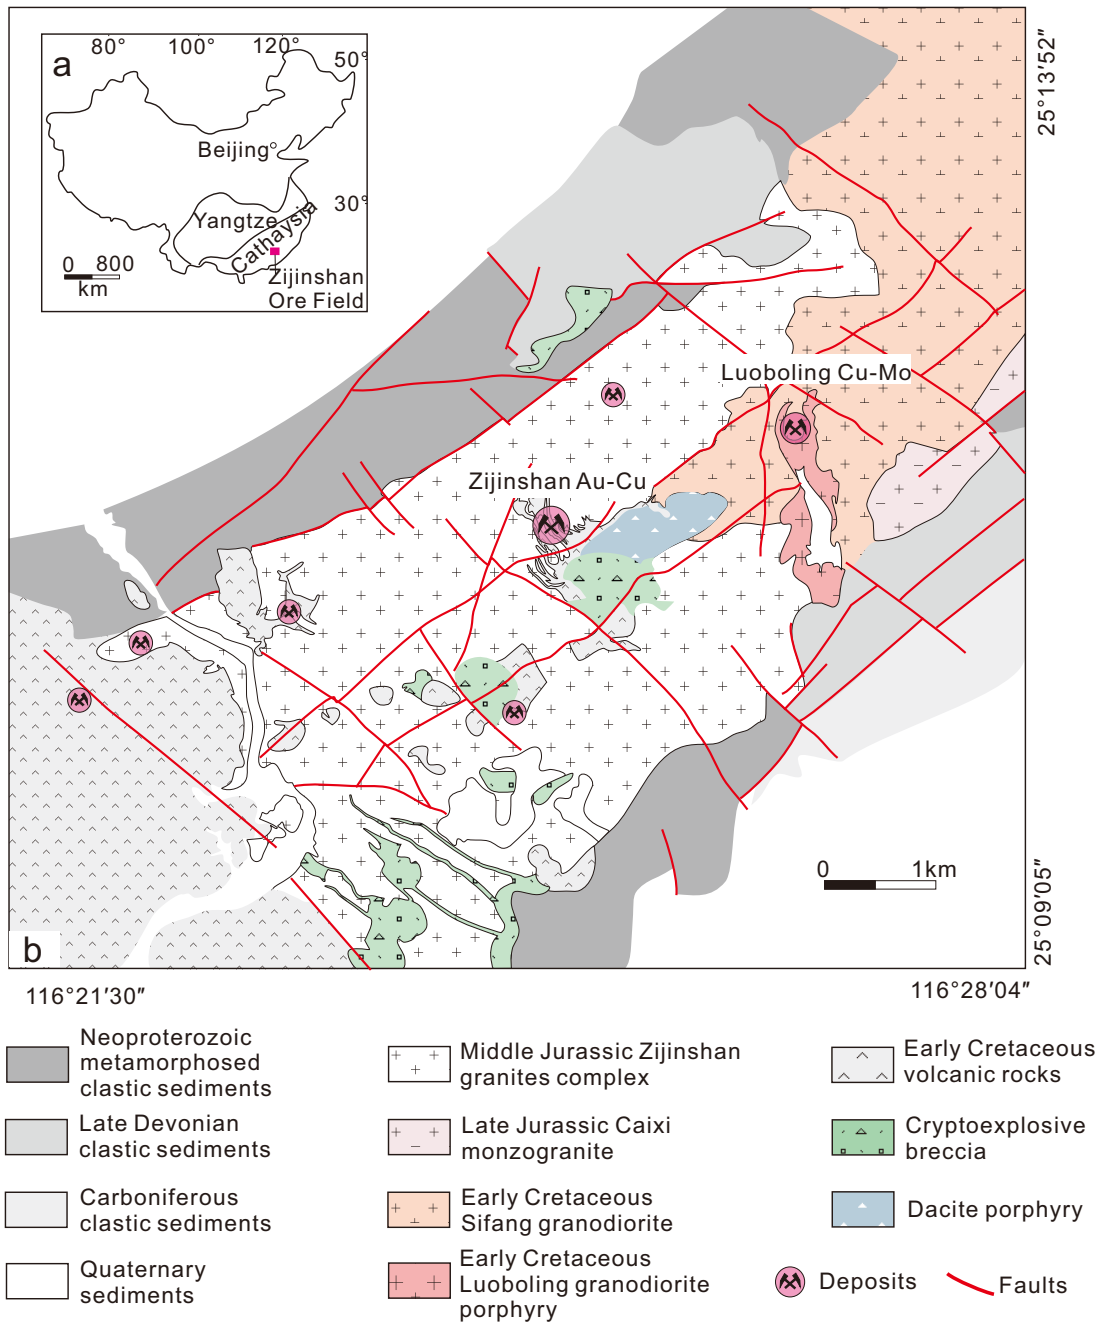 a
80°
100°
120°
50°
30°
Beijing
Yangtze
Cathaysia
0 800
km
Zijinshan
Ore Field
25°13′52″
Luoboling Cu-Mo
Zijinshan Au-Cu
0 1km
b
25°09′05″
116°21′30″
116°28′04″
Neoproterozoic
metamorphosed
clastic sediments
Late Devonian
clastic sediments
Carboniferous
clastic sediments
Quaternary
sediments
Middle Jurassic Zijinshan
granites complex
Late Jurassic Caixi
monzogranite
Early Cretaceous
Sifang granodiorite
Early Cretaceous
Luoboling granodiorite
porphyry
Early Cretaceous
volcanic rocks
Cryptoexplosive
breccia
Dacite porphyry
Deposits
Faults